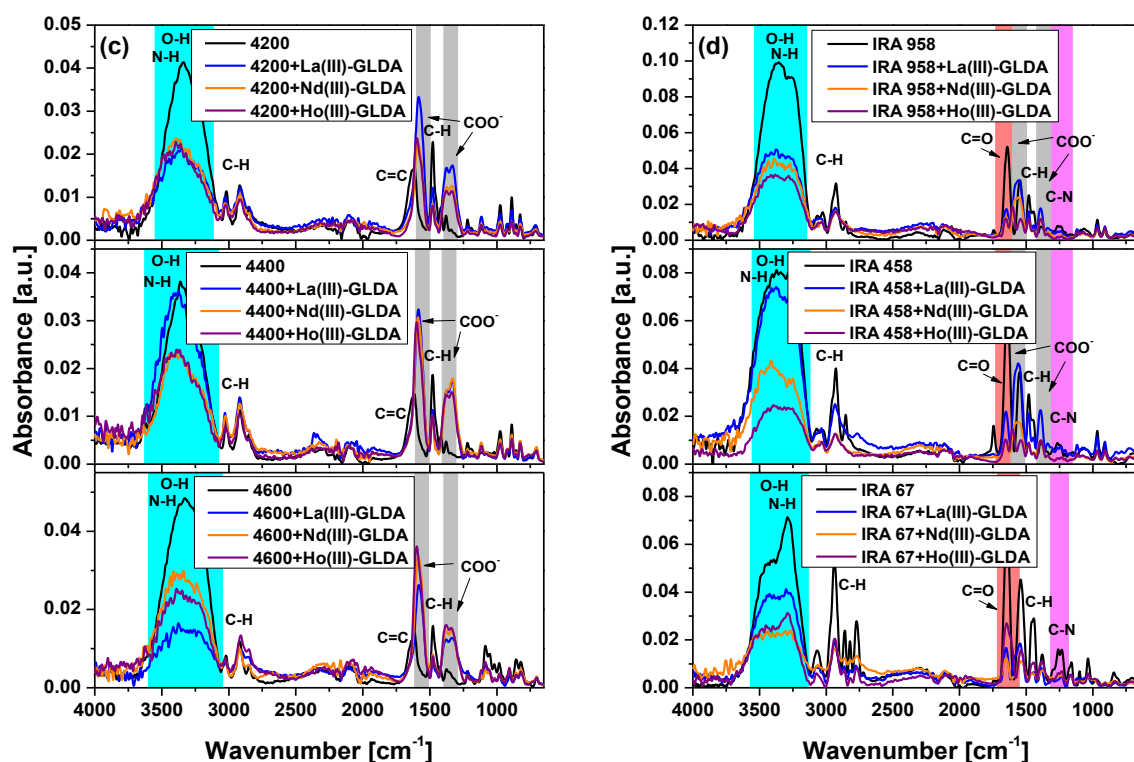 (c)
O-H
N-H
4200
4200+La(III)-GLDA
4200+Nd(III)-GLDA
4200+Ho(III)-GLDA
C-H
C=C
C-H
COO⁻
0.05
0.04
0.03
0.02
0.01
0.00
O-H
N-H
4400
4400+La(III)-GLDA
4400+Nd(III)-GLDA
4400+Ho(III)-GLDA
C-H
C=C
C-H
COO⁻
0.04
0.03
0.02
0.01
0.00
O-H
N-H
4600
4600+La(III)-GLDA
4600+Nd(III)-GLDA
4600+Ho(III)-GLDA
C-H
C=C
C-H
COO⁻
0.04
0.02
0.00
Absorbance [a.u.]
4000 3500 3000 2500 2000 1500 1000
Wavenumber [cm⁻¹]
(d)
O-H
N-H
IRA 958
IRA 958+La(III)-GLDA
IRA 958+Nd(III)-GLDA
IRA 958+Ho(III)-GLDA
C-H
C=O
COO⁻
C-H
C-N
0.12
0.10
0.08
0.06
0.04
0.02
0.00
O-H
N-H
IRA 458
IRA 458+La(III)-GLDA
IRA 458+Nd(III)-GLDA
IRA 458+Ho(III)-GLDA
C-H
C=O
COO⁻
C-H
C-N
0.08
0.06
0.04
0.02
0.00
O-H
N-H
IRA 67
IRA 67+La(III)-GLDA
IRA 67+Nd(III)-GLDA
IRA 67+Ho(III)-GLDA
C-H
C=O
C-H
C-N
0.08
0.06
0.04
0.02
0.00
Absorbance [a.u.]
4000 3500 3000 2500 2000 1500 1000
Wavenumber [cm⁻¹]